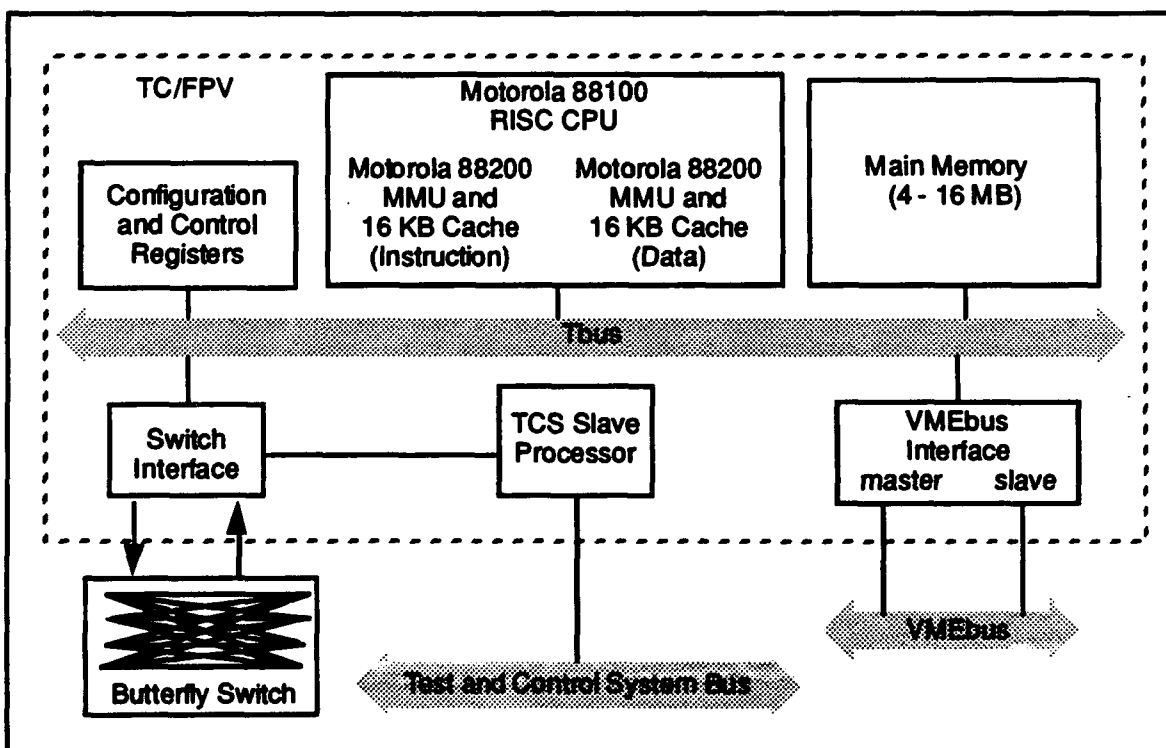 TC/FPV
Motorola 88100
RISC CPU
Motorola 88200
MMU and
16 KB Cache
(Instruction)
Motorola 88200
MMU and
16 KB Cache
(Data)
Main Memory
(4 - 16 MB)
Configuration
and Control
Registers
Tbus
Switch
Interface
TCS Slave
Processor
VMEbus
Interface
master slave
Butterfly Switch
Test and Control System Bus
VMEbus